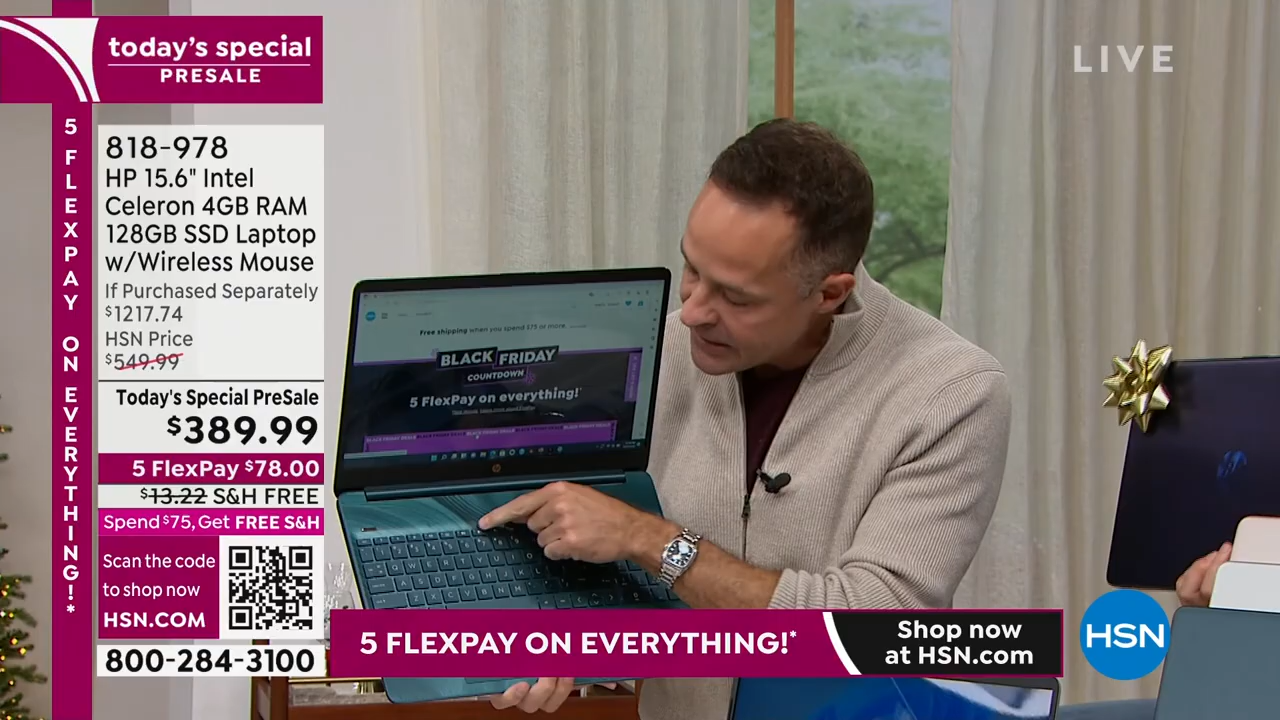 today's special
PRESALE
LIVE
5 FLEXPAY ON EVERYTHING!*
818-978
HP 15.6" Intel
Celeron 4GB RAM
128GB SSD Laptop
w/Wireless Mouse
If Purchased Separately
$1217.74
HSN Price
$549.99
Today's Special PreSale
$389.99
5 FlexPay $78.00
$13.22 S&H FREE
Spend $75, Get FREE S&H
Scan the code
to shop now
HSN.COM
800-284-3100
Free shipping when you spend $75 or more.
BLACK FRIDAY
COUNTDOWN
5 FlexPay on everything!*
hp
5 FLEXPAY ON EVERYTHING!*
Shop now
at HSN.com
HSN